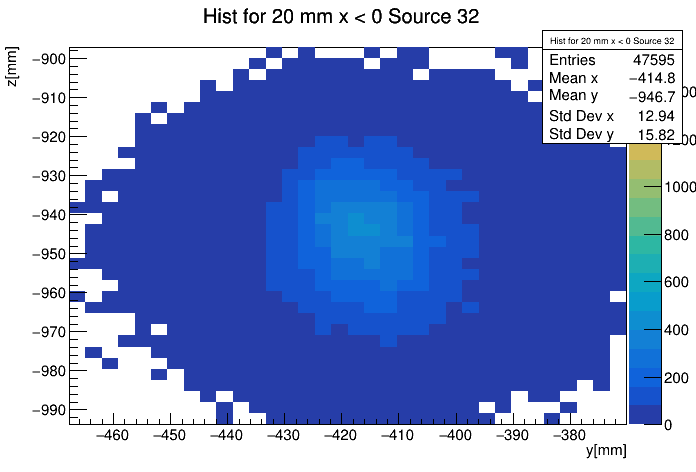 Hist for 20 mm x < 0 Source 32
Hist for 20 mm x < 0 Source 32
Entries 47595
Mean x −414.8
Mean y −946.7
Std Dev x 12.94
Std Dev y 15.82
z[mm]
−900
−910
−920
−930
−940
−950
−960
−970
−980
−990
−460 −450 −440 −430 −420 −410 −400 −390 −380
y[mm]
1000
800
600
400
200
0